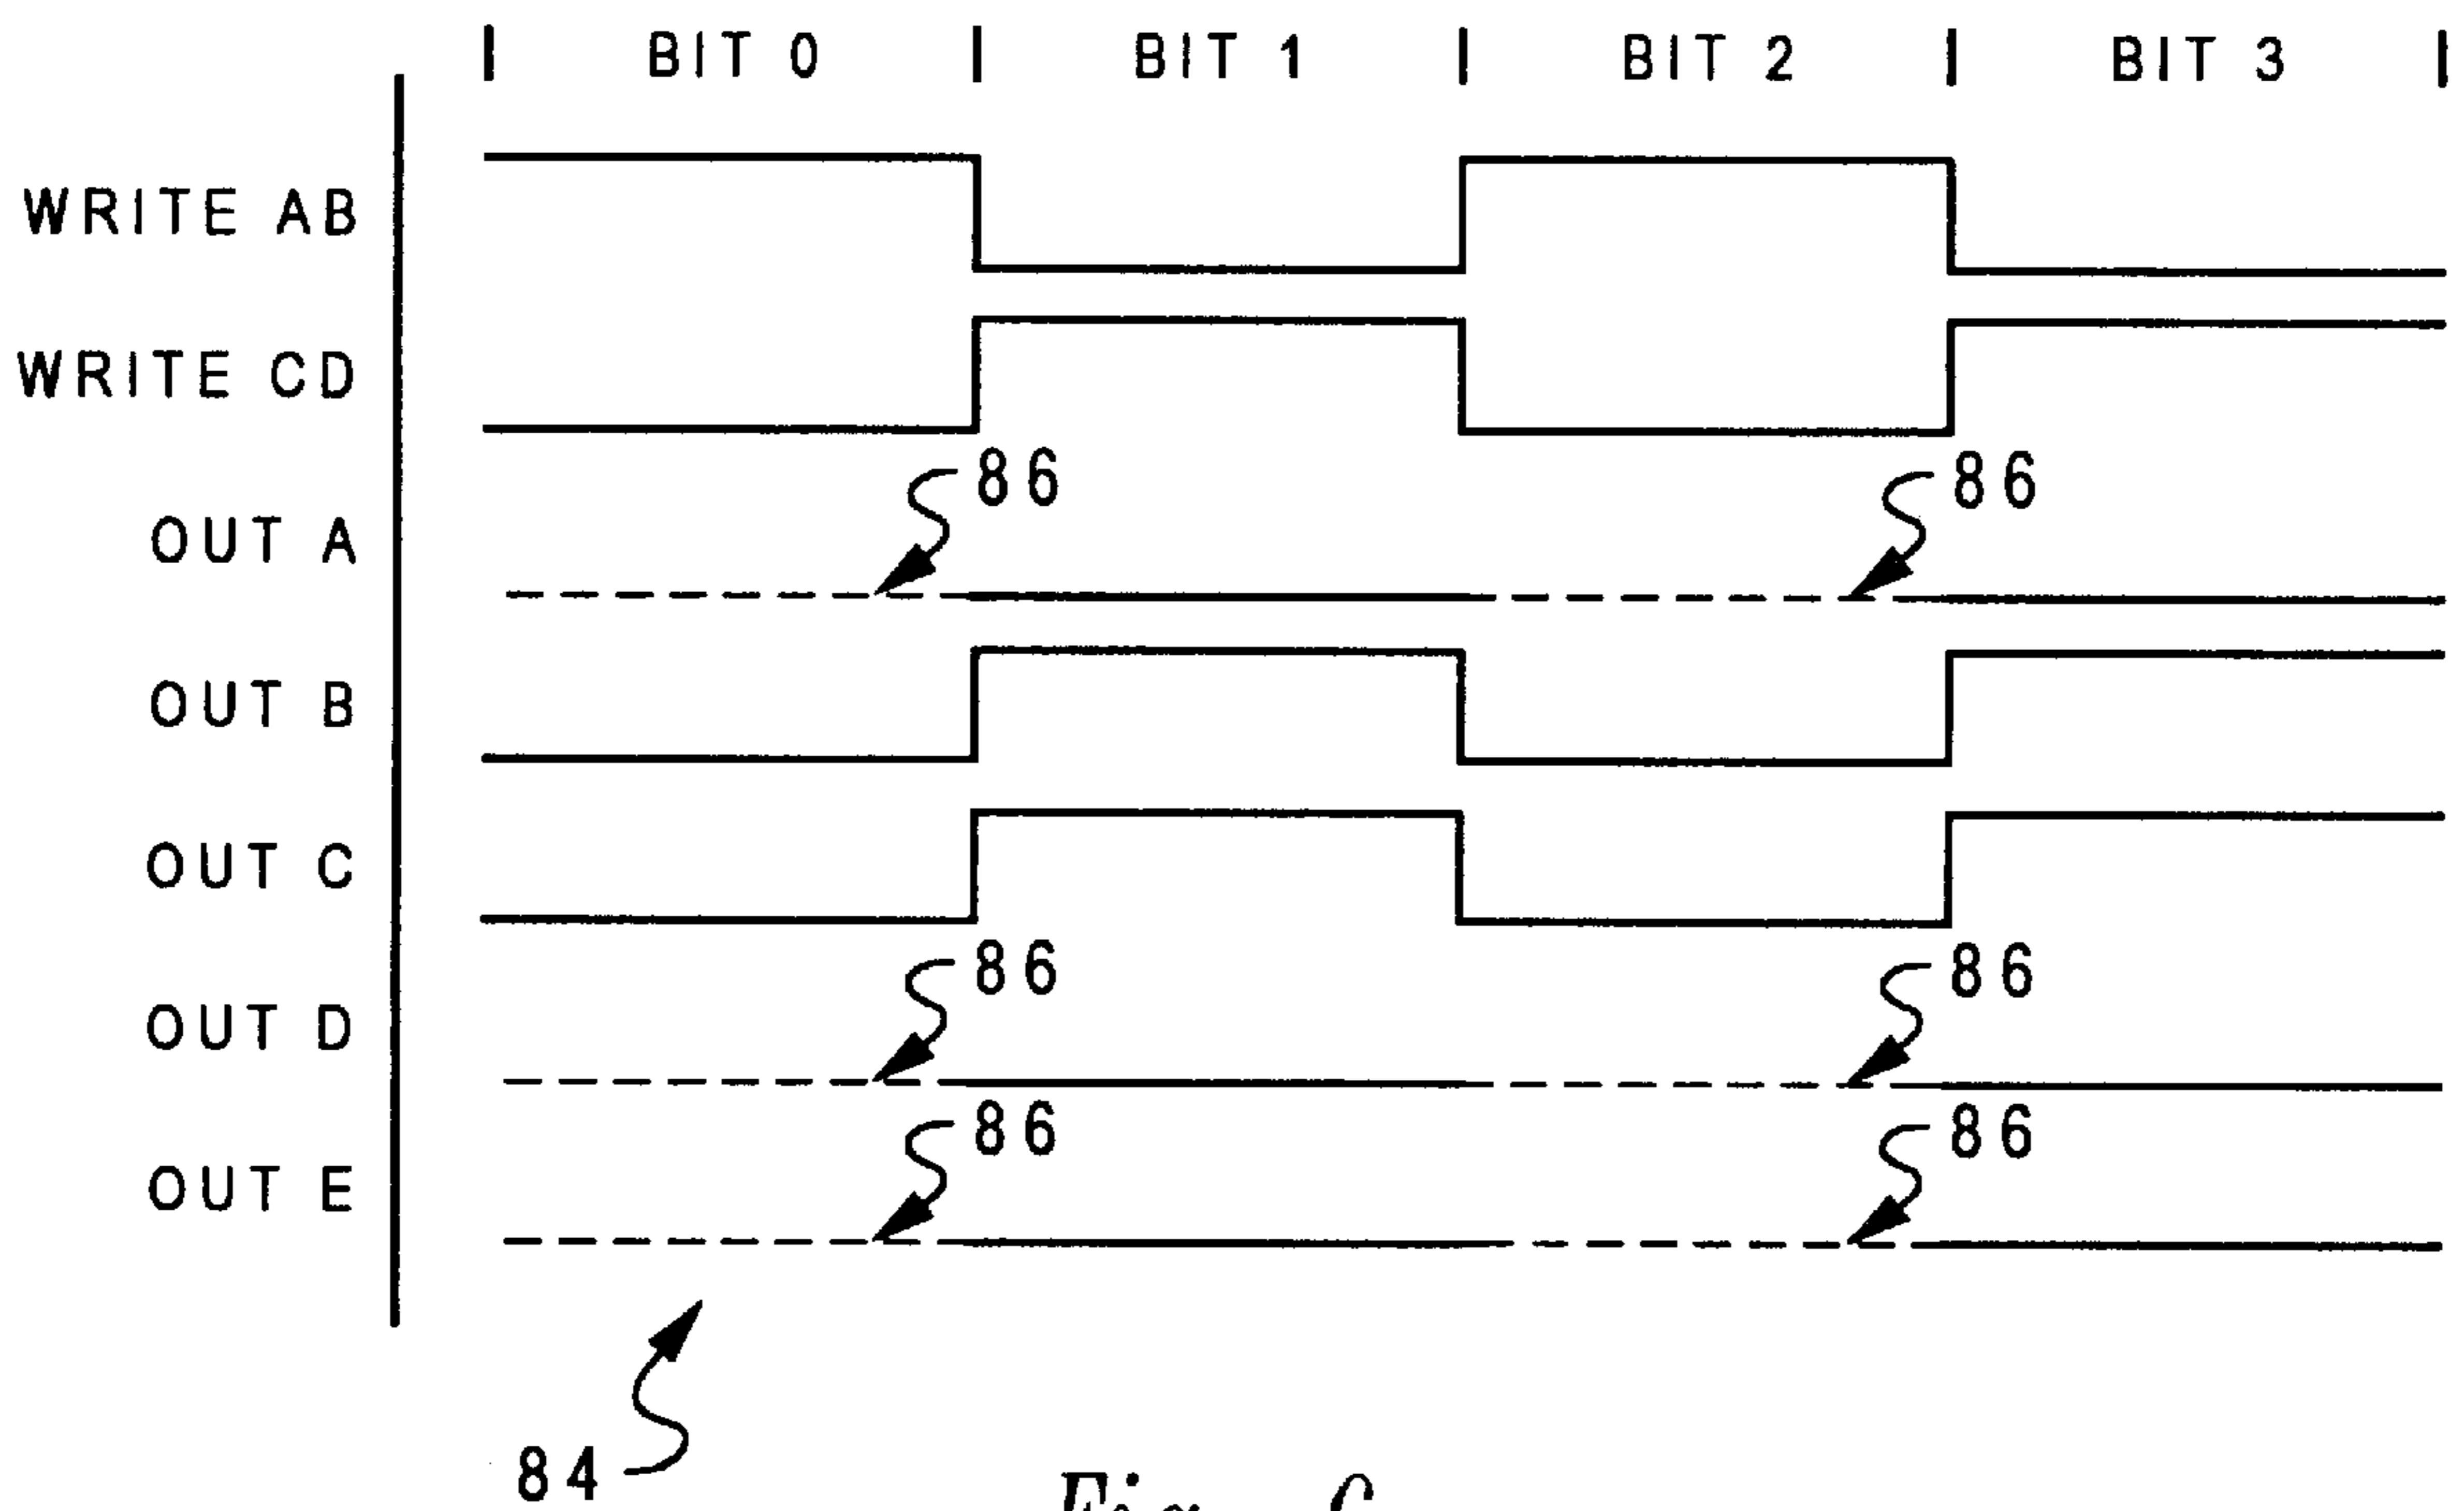 BIT 0 BIT 1 BIT 2 BIT 3
WRITE AB
WRITE CD
86 86
OUT A
OUT B
OUT C
86 86
OUT D
86 86
OUT E
84